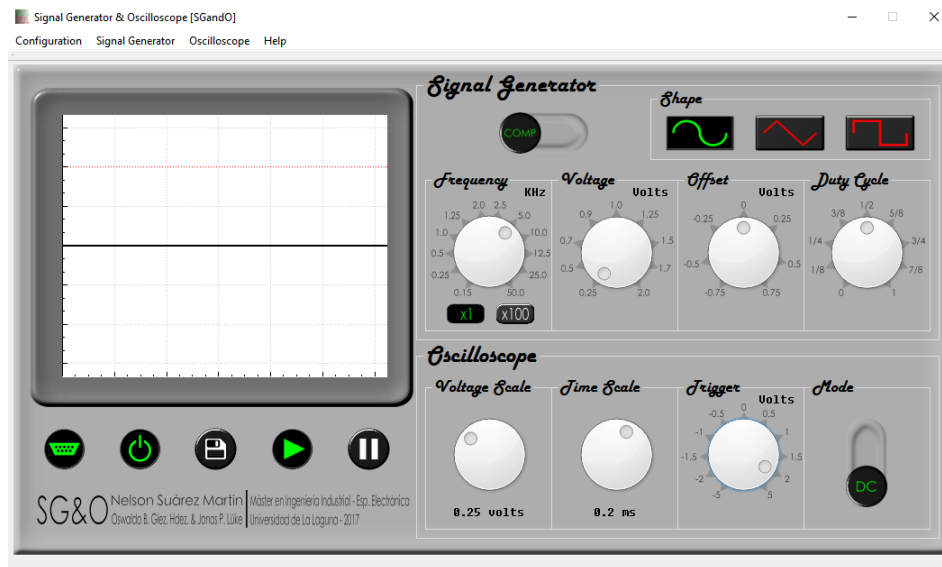 Signal Generator & Oscilloscope [SGandO]
Configuration Signal Generator Oscilloscope Help
Signal Generator
COMP
Shape
Frequency
KHz
0.15 0.25 0.5 1.0 1.25 2.0 2.5 5.0 10.0 12.5 25.0 50.0
x1 x100
Voltage
Volts
0.25 0.5 0.7 0.9 1.0 1.25 1.5 1.7 2.0
Offset
Volts
-0.75 -0.5 -0.25 0 0.25 0.5 0.75
Duty Cycle
0 1/8 1/4 3/8 1/2 5/8 3/4 7/8 1
Oscilloscope
Voltage Scale
0.25 volts
Time Scale
0.2 ms
Trigger
Volts
-5 -2 -1.5 -1 -0.5 0 0.5 1 1.5 2 5
Mode
DC
SG&O
Nelson Suárez Martín
Oswaldo B. Glez. Hdez. & Jonas P. Lüke
Máster en Ingeniería Industrial - Esp. Electrónica
Universidad de La Laguna - 2017